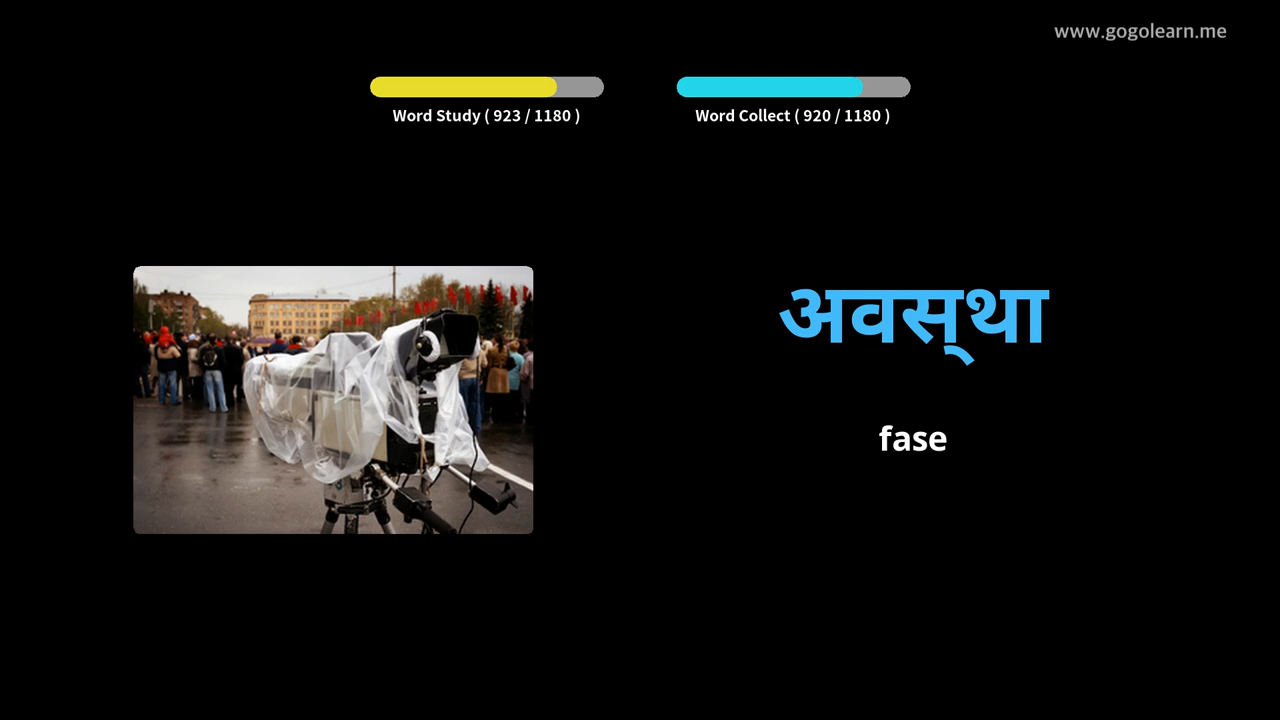 www.gogolearn.me
Word Study ( 923 / 1180 )
Word Collect ( 920 / 1180 )
अवस्‌था
fase